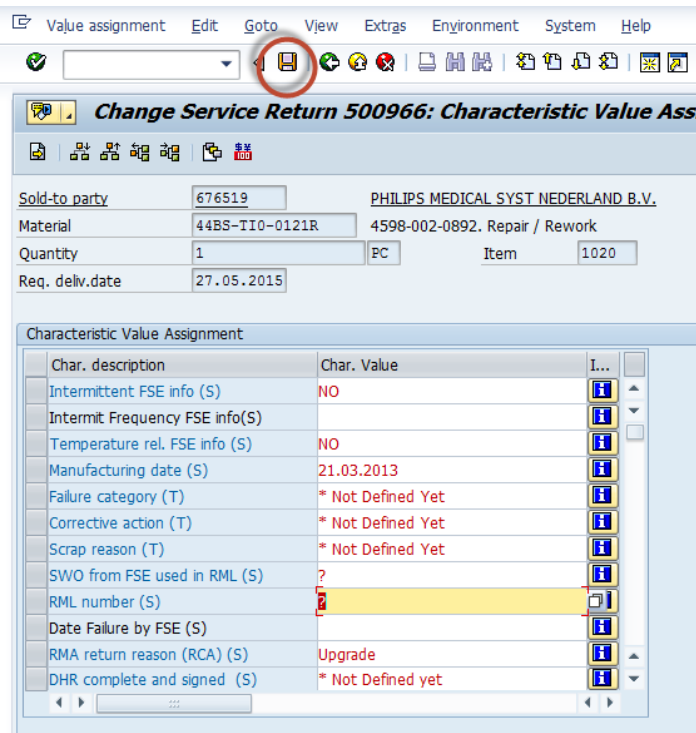 Value assignment Edit Goto View Extras Environment System Help
Change Service Return 500966: Characteristic Value Ass
Sold-to party 676519 PHILIPS MEDICAL SYST NEDERLAND B.V.
Material 44BS-TI0-0121R 4598-002-0892. Repair / Rework
Quantity 1 PC Item 1020
Req. deliv.date 27.05.2015
Characteristic Value Assignment
Char. description Char. Value I...
Intermittent FSE info (S) NO
Intermit Frequency FSE info(S)
Temperature rel. FSE info (S) NO
Manufacturing date (S) 21.03.2013
Failure category (T) * Not Defined Yet
Corrective action (T) * Not Defined Yet
Scrap reason (T) * Not Defined Yet
SWO from FSE used in RML (S) ?
RML number (S) ?
Date Failure by FSE (S)
RMA return reason (RCA) (S) Upgrade
DHR complete and signed (S) * Not Defined yet